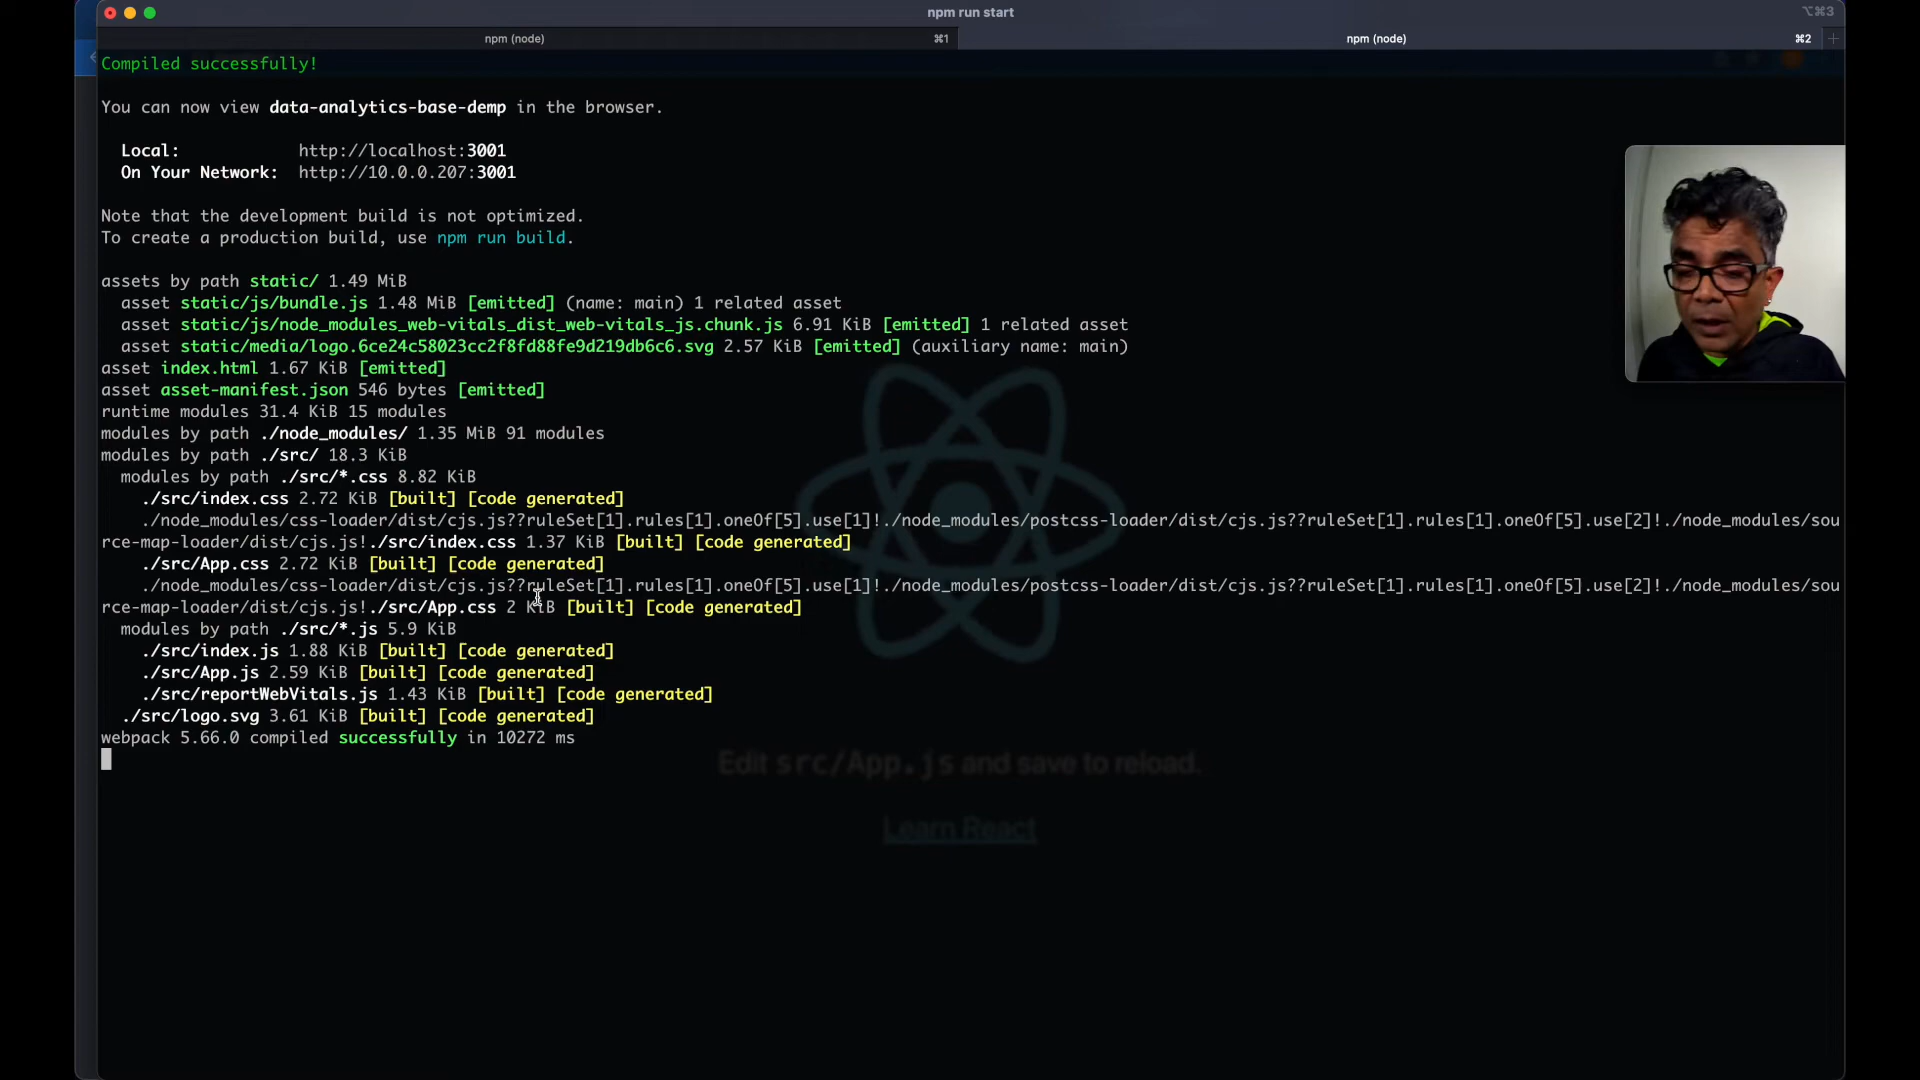 npm run start
⌥⌘3
npm (node)
⌘1
npm (node)
⌘2
Compiled successfully!
You can now view data-analytics-base-demp in the browser.
Local: http://localhost:3001
On Your Network: http://10.0.0.207:3001
Note that the development build is not optimized.
To create a production build, use npm run build.
assets by path static/ 1.49 MiB
asset static/js/bundle.js 1.48 MiB [emitted] (name: main) 1 related asset
asset static/js/node_modules_web-vitals_dist_web-vitals_js.chunk.js 6.91 KiB [emitted] 1 related asset
asset static/media/logo.6ce24c58023cc2f8fd88fe9d219db6c6.svg 2.57 KiB [emitted] (auxiliary name: main)
asset index.html 1.67 KiB [emitted]
asset asset-manifest.json 546 bytes [emitted]
runtime modules 31.4 KiB 15 modules
modules by path ./node_modules/ 1.35 MiB 91 modules
modules by path ./src/ 18.3 KiB
modules by path ./src/*.css 8.82 KiB
./src/index.css 2.72 KiB [built] [code generated]
./node_modules/css-loader/dist/cjs.js??ruleSet[1].rules[1].oneOf[5].use[1]!./node_modules/postcss-loader/dist/cjs.js??ruleSet[1].rules[1].oneOf[5].use[2]!./node_modules/sou
rce-map-loader/dist/cjs.js!./src/index.css 1.37 KiB [built] [code generated]
./src/App.css 2.72 KiB [built] [code generated]
./node_modules/css-loader/dist/cjs.js??ruleSet[1].rules[1].oneOf[5].use[1]!./node_modules/postcss-loader/dist/cjs.js??ruleSet[1].rules[1].oneOf[5].use[2]!./node_modules/sou
rce-map-loader/dist/cjs.js!./src/App.css 2 KiB [built] [code generated]
modules by path ./src/*.js 5.9 KiB
./src/index.js 1.88 KiB [built] [code generated]
./src/App.js 2.59 KiB [built] [code generated]
./src/reportWebVitals.js 1.43 KiB [built] [code generated]
./src/logo.svg 3.61 KiB [built] [code generated]
webpack 5.66.0 compiled successfully in 10272 ms
Edit src/App.js and save to reload.
Learn React